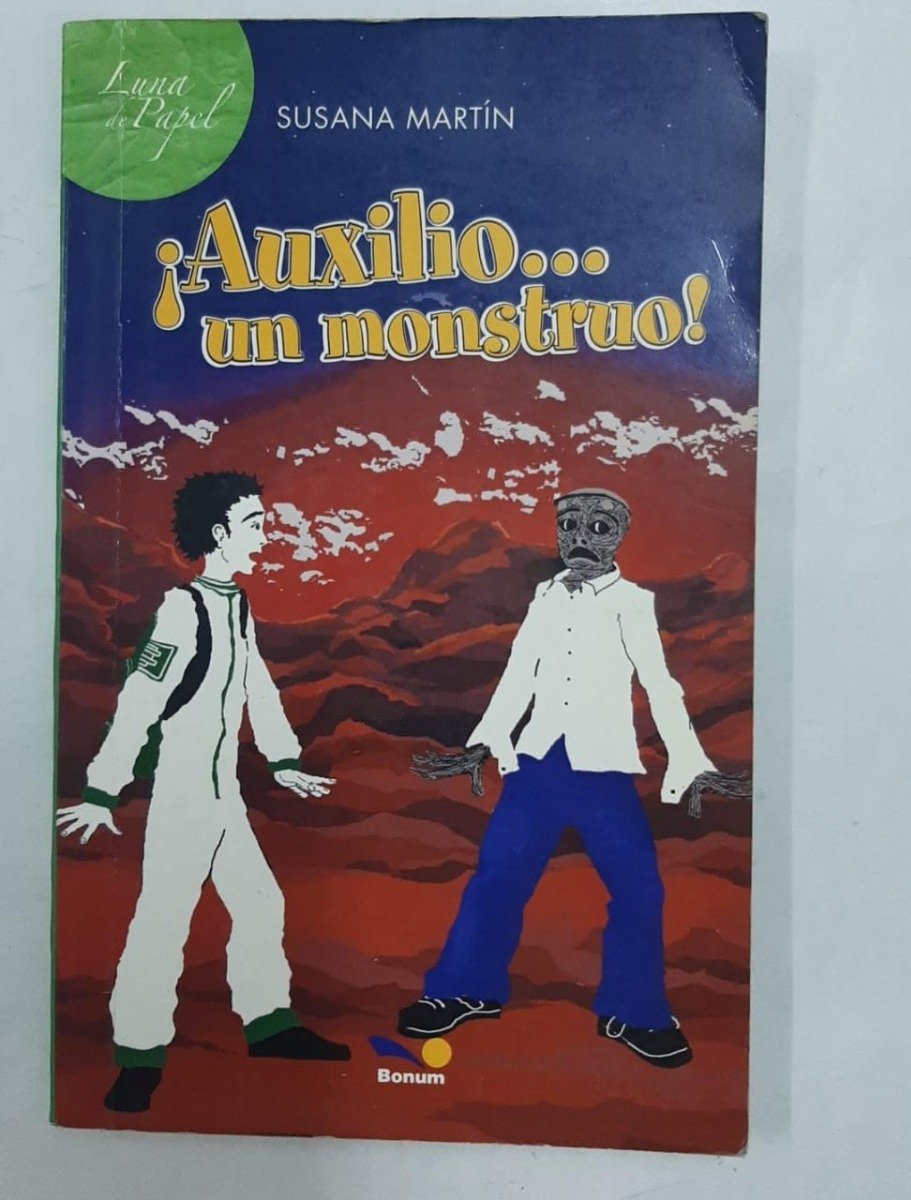 Luna
de Papel
SUSANA MARTÍN
¡Auxilio...
un monstruo!
Bonum